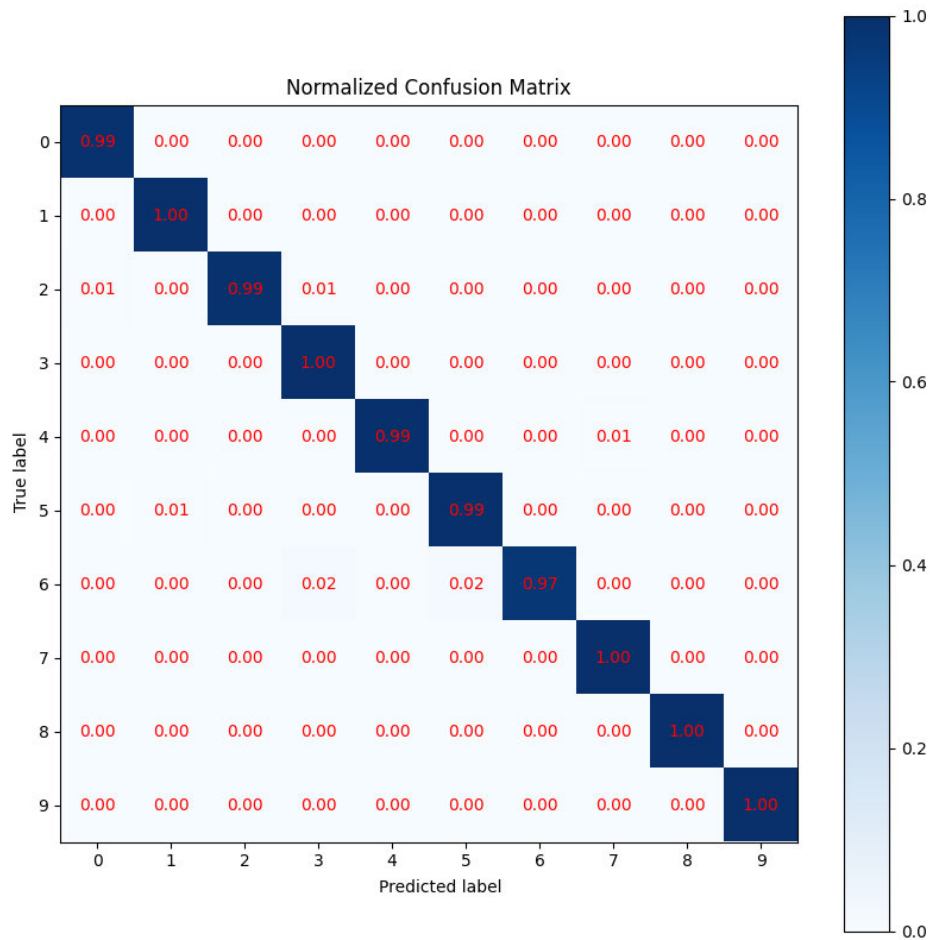 Normalized Confusion Matrix
0 0.99 0.00 0.00 0.00 0.00 0.00 0.00 0.00 0.00 0.00
1 0.00 1.00 0.00 0.00 0.00 0.00 0.00 0.00 0.00 0.00
2 0.01 0.00 0.99 0.01 0.00 0.00 0.00 0.00 0.00 0.00
3 0.00 0.00 0.00 1.00 0.00 0.00 0.00 0.00 0.00 0.00
4 0.00 0.00 0.00 0.00 0.99 0.00 0.00 0.01 0.00 0.00
5 0.00 0.01 0.00 0.00 0.00 0.99 0.00 0.00 0.00 0.00
6 0.00 0.00 0.00 0.02 0.00 0.02 0.97 0.00 0.00 0.00
7 0.00 0.00 0.00 0.00 0.00 0.00 0.00 1.00 0.00 0.00
8 0.00 0.00 0.00 0.00 0.00 0.00 0.00 0.00 1.00 0.00
9 0.00 0.00 0.00 0.00 0.00 0.00 0.00 0.00 0.00 1.00
0 1 2 3 4 5 6 7 8 9
Predicted label
True label
1.0
0.8
0.6
0.4
0.2
0.0